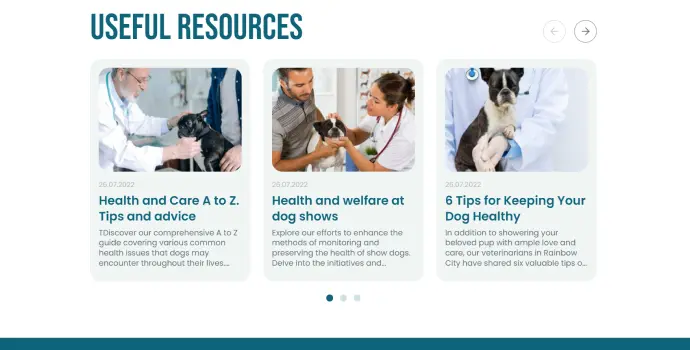 USEFUL RESOURCES
25.07.2022
Health and Care A to Z.
Tips and advice
TDiscover our comprehensive A to Z
guide covering various common
health issues that dogs may
encounter throughout their lives....
25.07.2022
Health and welfare at
dog shows
Explore our efforts to enhance the
methods of monitoring and
preserving the health of show dogs.
Delve into the initiatives and...
25.07.2022
6 Tips for Keeping Your
Dog Healthy
In addition to showering your
beloved pup with ample love and
care, our veterinarians in Rainbow
City have shared six valuable tips o...